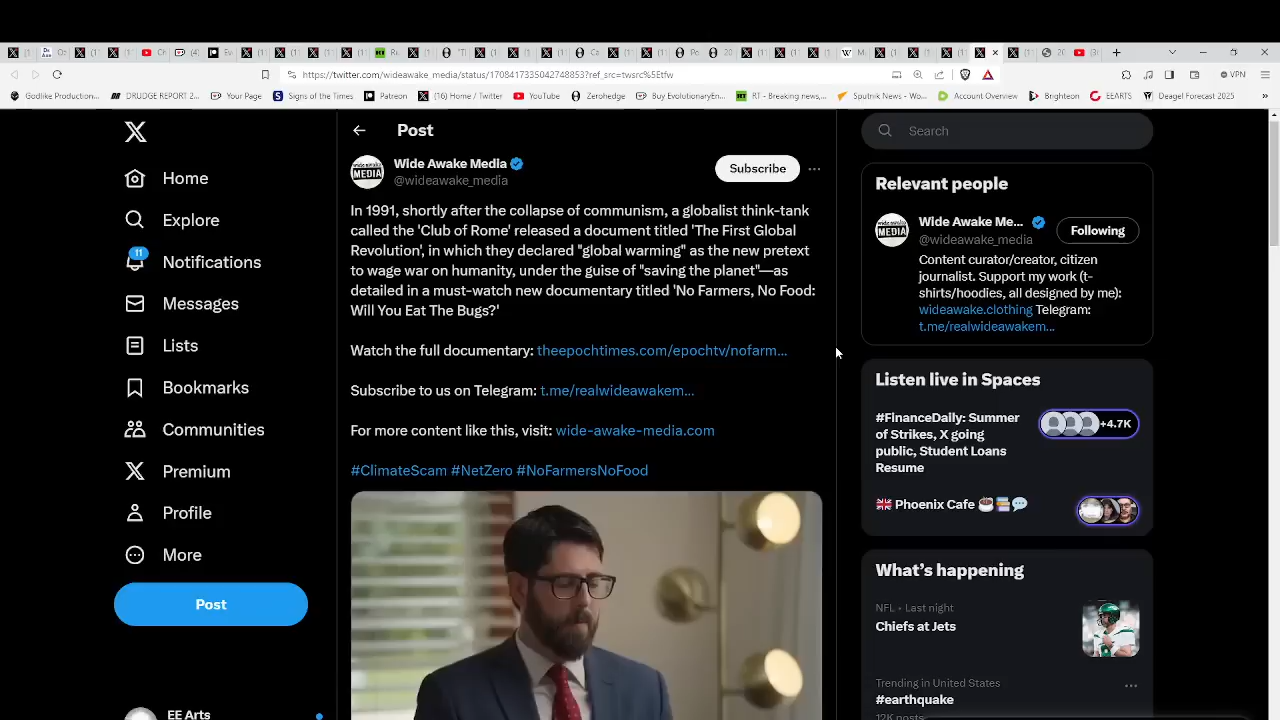 https://twitter.com/wideawake_media/status/1708417335042748853?ref_src=twsrc%5Etfw
VPN
Godlike Production...
DRUDGE REPORT 2...
Your Page
Signs of the Times
Patreon
(16) Home / Twitter
YouTube
Zerohedge
Buy EvolutionaryEn...
RT - Breaking news,...
Sputnik News - Wo...
Account Overview
Brighteon
EEARTS
Deagel Forecast 2025
Home
Explore
11
Notifications
Messages
Lists
Bookmarks
Communities
Premium
Profile
More
Post
EE Arts
Post
MEDIA
Wide Awake Media
@wideawake_media
Subscribe
In 1991, shortly after the collapse of communism, a globalist think-tank
called the 'Club of Rome' released a document titled 'The First Global
Revolution', in which they declared "global warming" as the new pretext
to wage war on humanity, under the guise of "saving the planet"—as
detailed in a must-watch new documentary titled 'No Farmers, No Food:
Will You Eat The Bugs?'
Watch the full documentary: theepochtimes.com/epochtv/nofarm...
Subscribe to us on Telegram: t.me/realwideawakem...
For more content like this, visit: wide-awake-media.com
#ClimateScam #NetZero #NoFarmersNoFood
Search
Relevant people
MEDIA
Wide Awake Me...
@wideawake_media
Following
Content curator/creator, citizen
journalist. Support my work (t-
shirts/hoodies, all designed by me):
wideawake.clothing Telegram:
t.me/realwideawakem...
Listen live in Spaces
#FInanceDaily: Summer
of Strikes, X going
public, Student Loans
Resume
+4.7K
Phoenix Cafe
What's happening
NFL · Last night
Chiefs at Jets
Trending in United States
#earthquake
12K posts